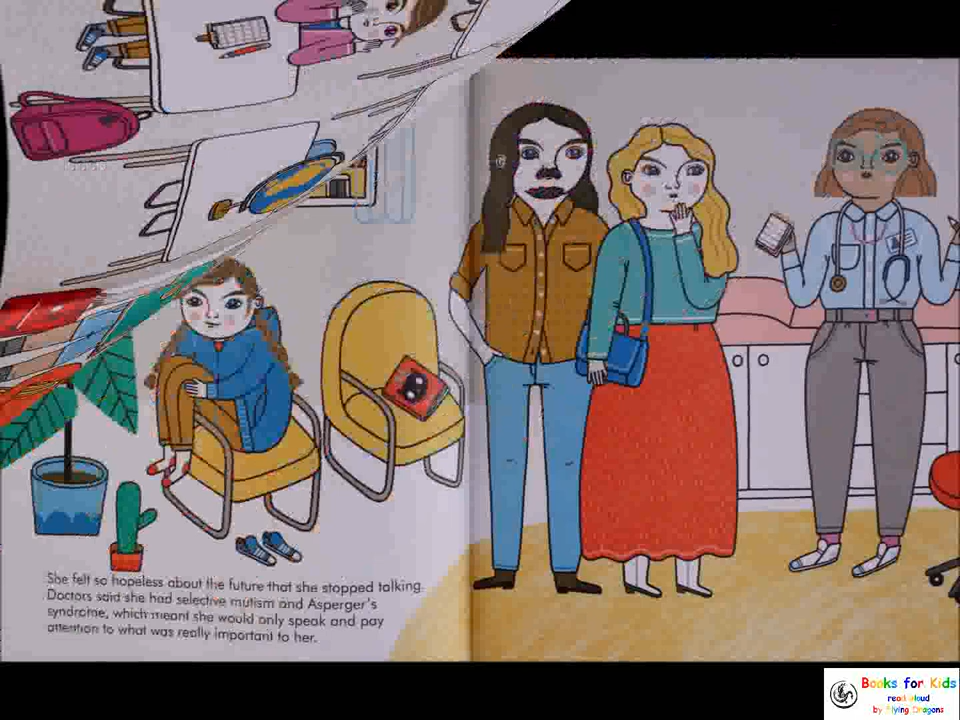 She felt so hopeless about the future that she stopped talking.
Doctors said she had selective mutism and Asperger's
syndrome, which meant she would only speak and pay
attention to what was really important to her.
Books for Kids
read aloud
by Flying Dragons